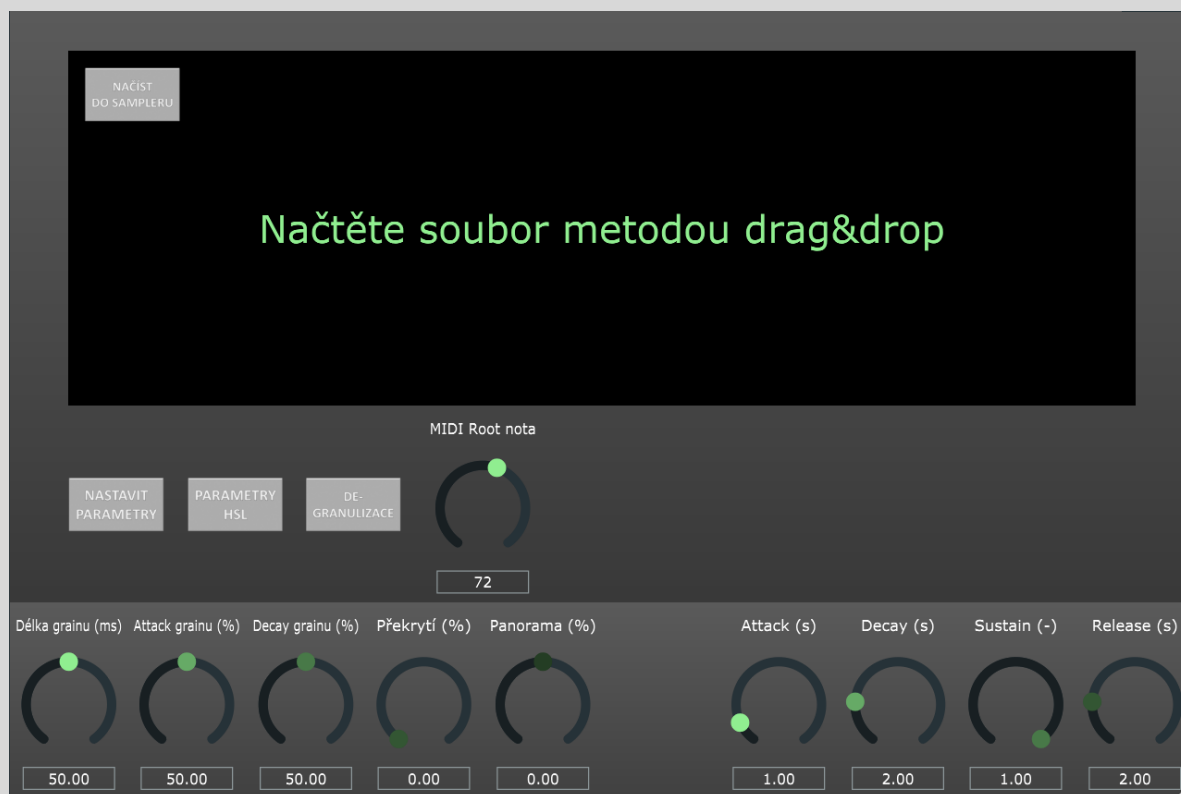 NAČÍST
DO SAMPLERU
Načtěte soubor metodou drag&drop
MIDI Root nota
NASTAVIT
PARAMETRY
PARAMETRY
HSL
DE-
GRANULIZACE
72
Délka grainu (ms)
Attack grainu (%)
Decay grainu (%)
Překrytí (%)
Panorama (%)
Attack (s)
Decay (s)
Sustain (-)
Release (s)
50.00
50.00
50.00
0.00
0.00
1.00
2.00
1.00
2.00